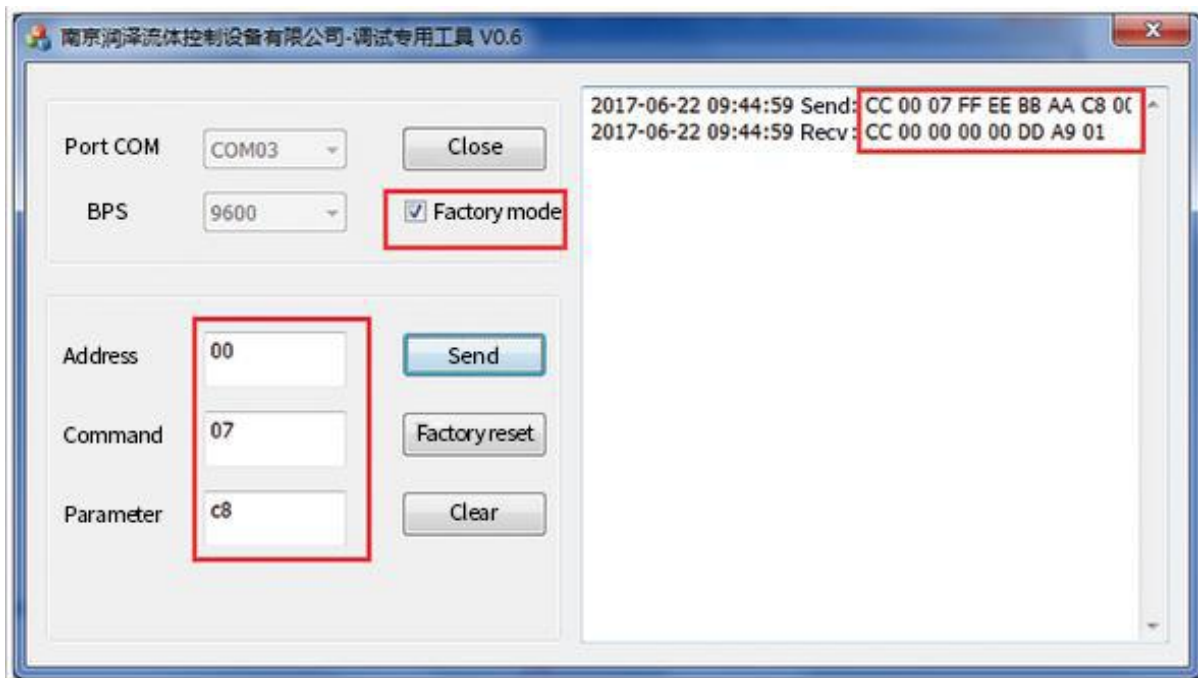 南京润泽流体控制设备有限公司-调试专用工具 V0.6
Port COM
COM03
Close
BPS
9600
Factory mode
Address
00
Send
Command
07
Factory reset
Parameter
c8
Clear
2017-06-22 09:44:59 Send: CC 00 07 FF EE BB AA C8 00
2017-06-22 09:44:59 Recv: CC 00 00 00 00 DD A9 01